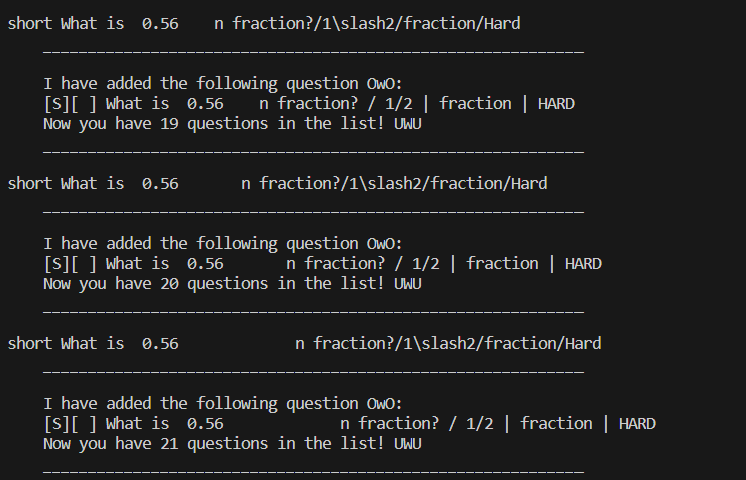 short What is  0.56    n fraction?/1\slash2/fraction/Hard
____________________________________________________________
I have added the following question OwO:
[S][ ] What is  0.56    n fraction? / 1/2 | fraction | HARD
Now you have 19 questions in the list! UWU
____________________________________________________________
short What is  0.56       n fraction?/1\slash2/fraction/Hard
____________________________________________________________
I have added the following question OwO:
[S][ ] What is  0.56       n fraction? / 1/2 | fraction | HARD
Now you have 20 questions in the list! UWU
____________________________________________________________
short What is  0.56             n fraction?/1\slash2/fraction/Hard
____________________________________________________________
I have added the following question OwO:
[S][ ] What is  0.56             n fraction? / 1/2 | fraction | HARD
Now you have 21 questions in the list! UWU
____________________________________________________________